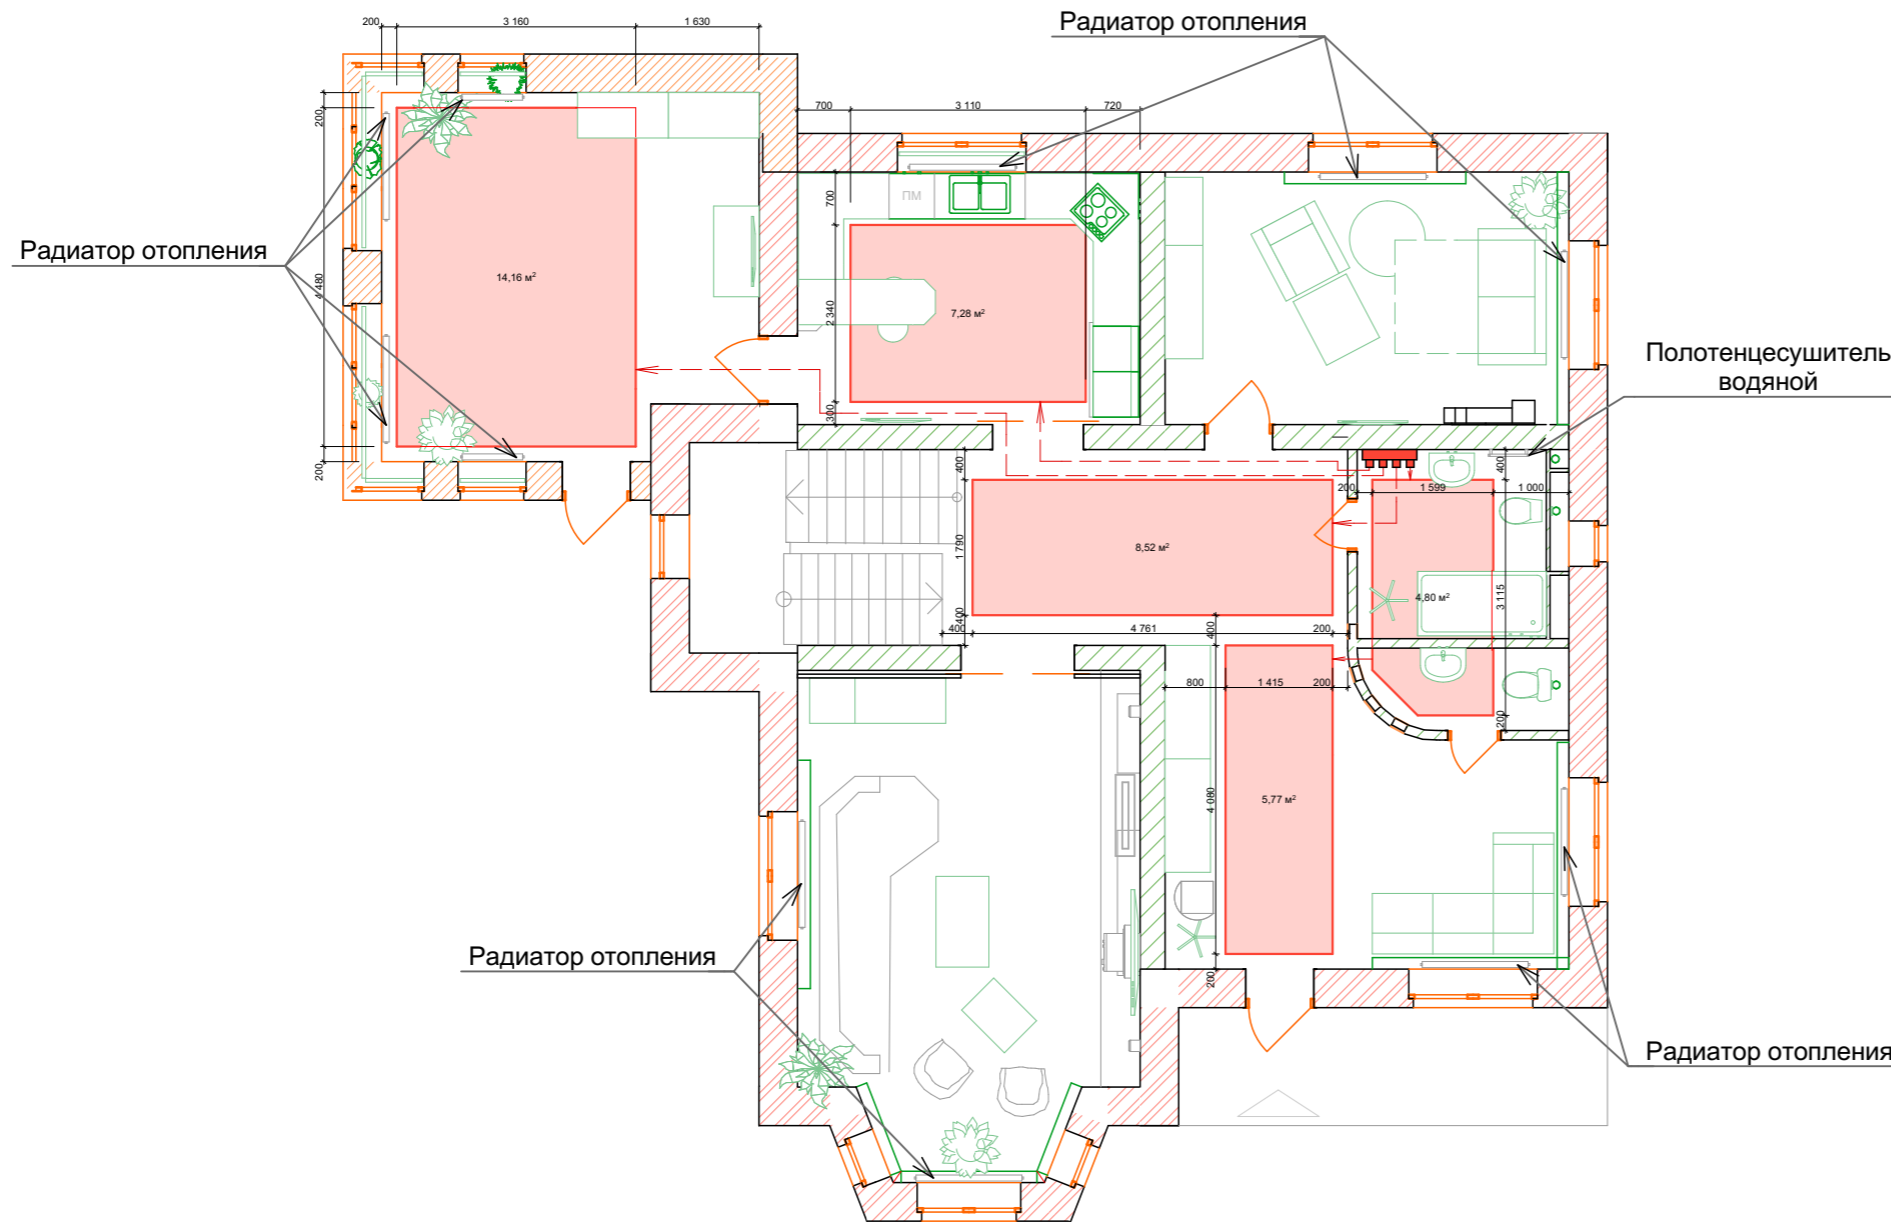 Радиатор отопления
200
3 160
1 630
700
3 110
720
200
700
ПМ
Радиатор отопления
14,16 м²
4 480
2 340
7,28 м²
Полотенцесушитель
водяной
300
200
400
400
200
1 599
1 000
1 790
8,52 м²
4,80 м²
3 115
400
400
4 761
200
400
800
1 415
200
200
4 080
5,77 м²
Радиатор отопления
200
Радиатор отопления